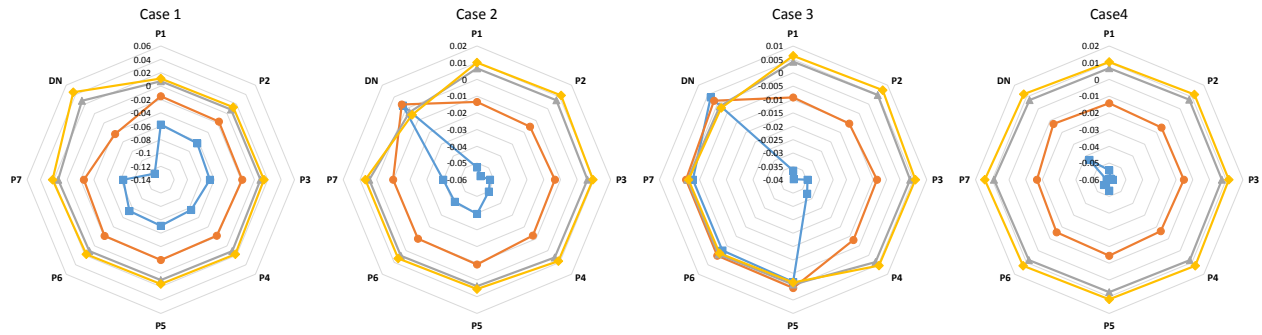 Case 1
P1
P2
P3
P4
P5
P6
P7
DN
0.06
0.04
0.02
0
-0.02
-0.04
-0.06
-0.08
-0.1
-0.12
-0.14
Case 2
P1
P2
P3
P4
P5
P6
P7
DN
0.02
0.01
0
-0.01
-0.02
-0.03
-0.04
-0.05
-0.06
Case 3
P1
P2
P3
P4
P5
P6
P7
DN
0.01
0.005
0
-0.005
-0.01
-0.015
-0.02
-0.025
-0.03
-0.035
-0.04
Case4
P1
P2
P3
P4
P5
P6
P7
DN
0.02
0.01
0
-0.01
-0.02
-0.03
-0.04
-0.05
-0.06